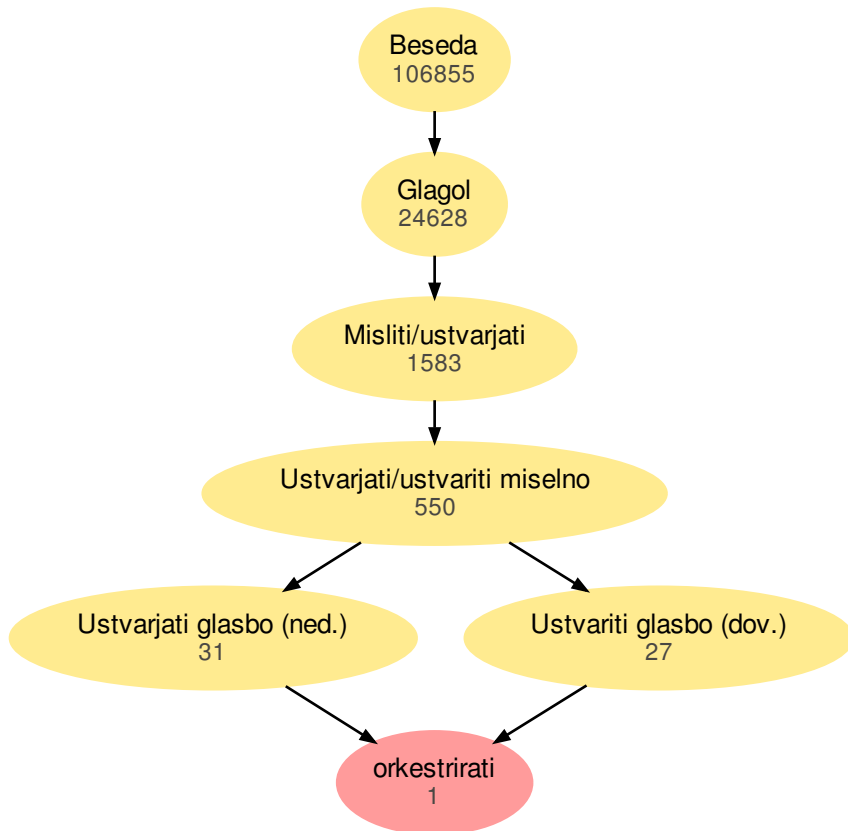 Beseda
106855
Glagol
24628
Misliti/ustvarjati
1583
Ustvarjati/ustvariti miselno
550
Ustvarjati glasbo (ned.)
31
Ustvariti glasbo (dov.)
27
orkestrirati
1